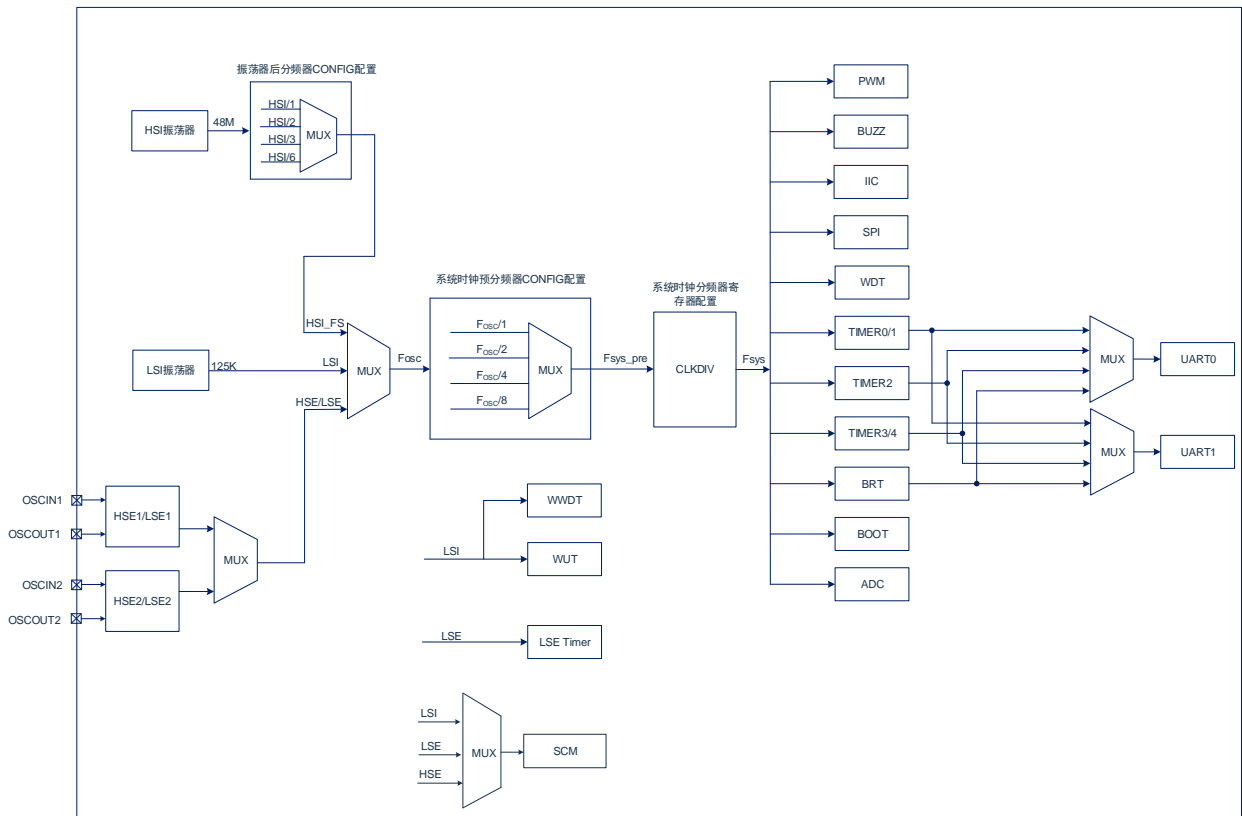 振荡器后分频器CONFIG配置
HSI振荡器
48M
HSI/1
HSI/2
HSI/3
HSI/6
MUX
HSI_FS
LSI振荡器
125K
LSI
HSE/LSE
MUX
Fosc
系统时钟预分频器CONFIG配置
FOSC/1
FOSC/2
FOSC/4
FOSC/8
MUX
Fsys_pre
系统时钟分频器寄
存器配置
CLKDIV
Fsys
PWM
BUZZ
IIC
SPI
WDT
TIMER0/1
TIMER2
TIMER3/4
BRT
BOOT
ADC
MUX
UART0
MUX
UART1
OSCIN1
OSCOUT1
HSE1/LSE1
OSCIN2
OSCOUT2
HSE2/LSE2
MUX
LSI
WWDT
WUT
LSE
LSE Timer
LSI
LSE
HSE
MUX
SCM